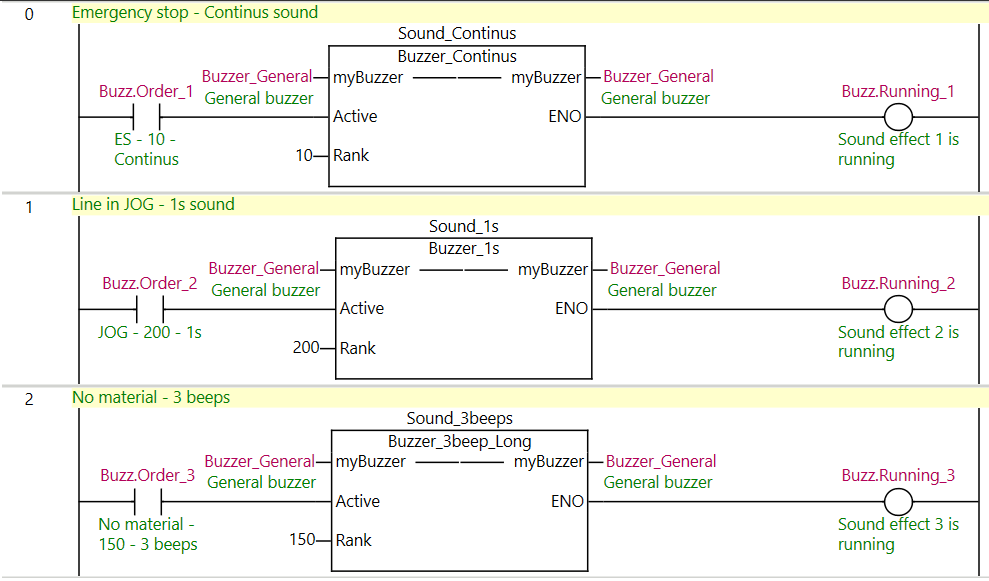 0
Emergency stop - Continus sound
Sound_Continus
Buzzer_Continus
Buzzer_General
myBuzzer
myBuzzer
Buzzer_General
Buzz.Order_1
General buzzer
General buzzer
Buzz.Running_1
Active
ENO
ES - 10 -
Continus
Sound effect 1 is
running
10
Rank
1
Line in JOG - 1s sound
Sound_1s
Buzzer_1s
Buzzer_General
myBuzzer
myBuzzer
Buzzer_General
Buzz.Order_2
General buzzer
General buzzer
Buzz.Running_2
Active
ENO
JOG - 200 - 1s
Sound effect 2 is
running
200
Rank
2
No material - 3 beeps
Sound_3beeps
Buzzer_3beep_Long
Buzzer_General
myBuzzer
myBuzzer
Buzzer_General
Buzz.Order_3
General buzzer
General buzzer
Buzz.Running_3
Active
ENO
No material -
150 - 3 beeps
Sound effect 3 is
running
150
Rank